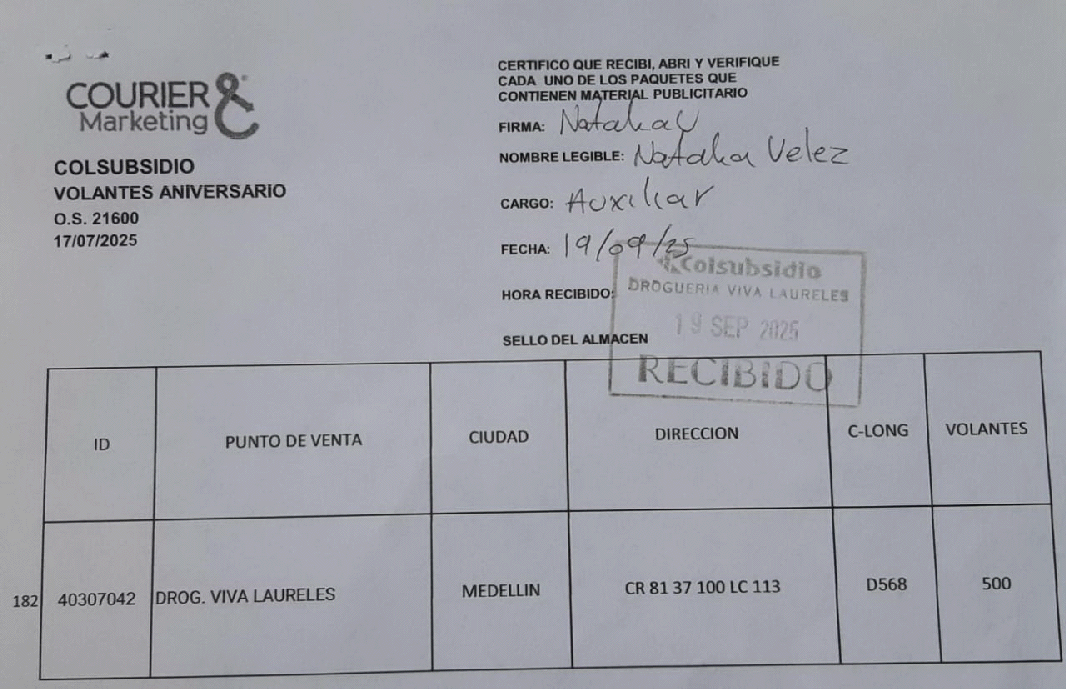 COURIER &
Marketing
COLSUBSIDIO
VOLANTES ANIVERSARIO
O.S. 21600
17/07/2025
CERTIFICO QUE RECIBI, ABRI Y VERIFIQUE
CADA UNO DE LOS PAQUETES QUE
CONTIENEN MATERIAL PUBLICITARIO
FIRMA: Natalia V
NOMBRE LEGIBLE: Natalia Velez
CARGO: Auxiliar
FECHA: 19/09/25
HORA RECIBIDO:
SELLO DEL ALMACEN
Colsubsidio
DROGUERIA VIVA LAURELES
19 SEP 2025
RECIBIDO
ID PUNTO DE VENTA CIUDAD DIRECCION C-LONG VOLANTES
182 40307042 DROG. VIVA LAURELES MEDELLIN CR 81 37 100 LC 113 D568 500